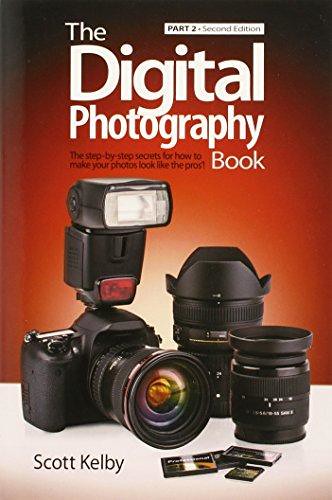 PART 2 • Second Edition
The
Digital
Photography
Book
The step-by-step secrets for how to
make your photos look like the pros'!
Scott Kelby
Professional